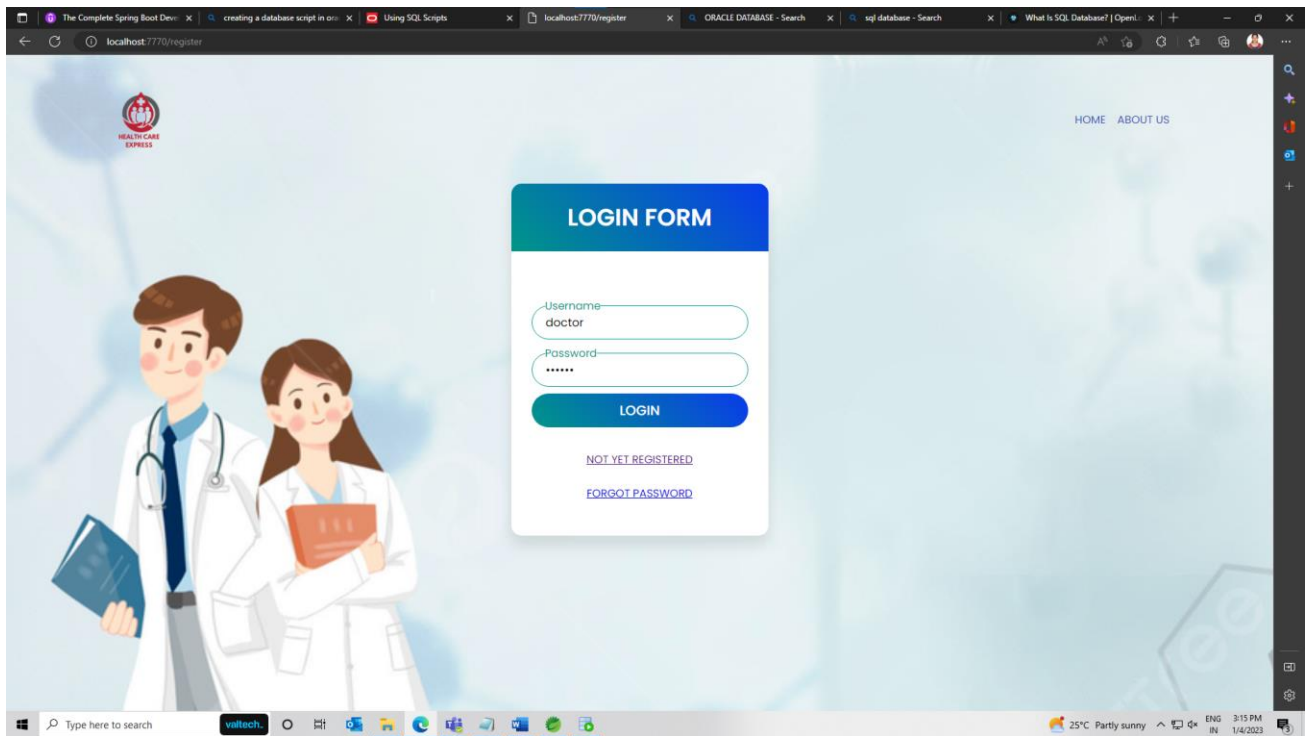 The Complete Spring Boot Deve
creating a database script in ora
Using SQL Scripts
localhost:7770/register
ORACLE DATABASE - Search
sql database - Search
What Is SQL Database? | OpenL
localhost:7770/register
HEALTH CARE
EXPRESS
HOME ABOUT US
LOGIN FORM
Username
doctor
Password
••••••
LOGIN
NOT YET REGISTERED
FORGOT PASSWORD
Type here to search
valtech_
25°C Partly sunny
ENG
IN
3:15 PM
1/4/2023